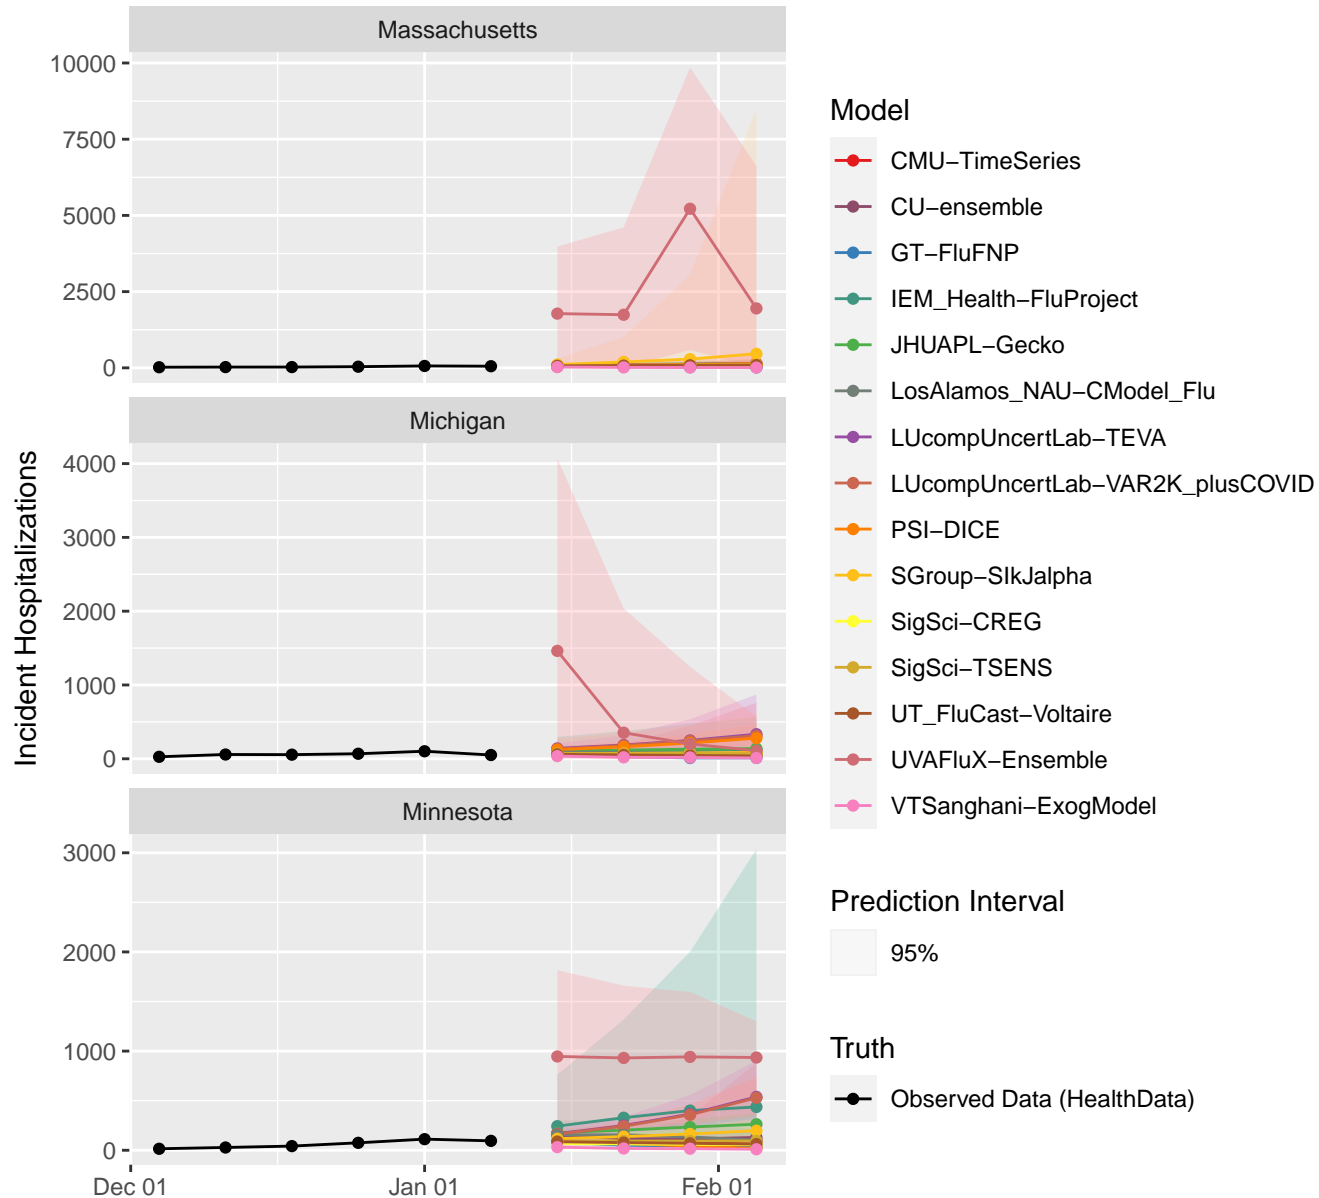 Massachusetts
10000
7500
5000
2500
0
Michigan
4000
3000
2000
1000
0
Minnesota
3000
2000
1000
0
Dec 01
Jan 01
Feb 01
Incident Hospitalizations
Model
CMU−TimeSeries
CU−ensemble
GT−FluFNP
IEM_Health−FluProject
JHUAPL−Gecko
LosAlamos_NAU−CModel_Flu
LUcompUncertLab−TEVA
LUcompUncertLab−VAR2K_plusCOVID
PSI−DICE
SGroup−SIkJalpha
SigSci−CREG
SigSci−TSENS
UT_FluCast−Voltaire
UVAFluX−Ensemble
VTSanghani−ExogModel
Prediction Interval
95%
Truth
Observed Data (HealthData)